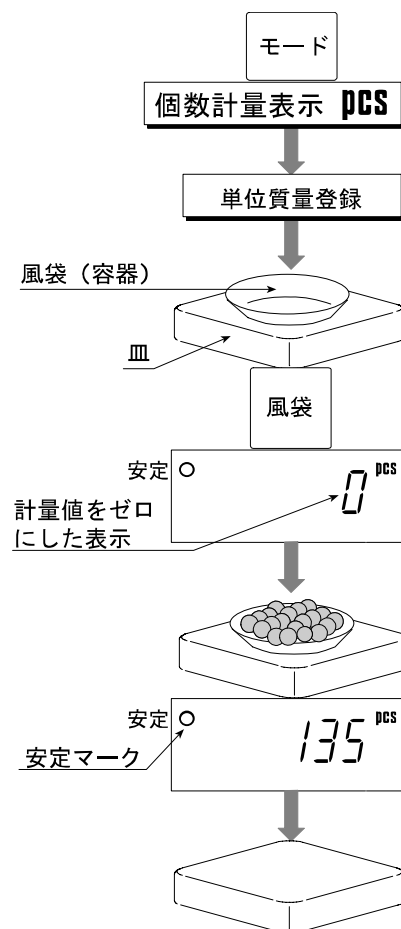 モード
個数計量表示 pcs
単位質量登録
風袋（容器）
皿
風袋
安定 0 pcs
計量値をゼロ
にした表示
安定 135 pcs
安定マーク